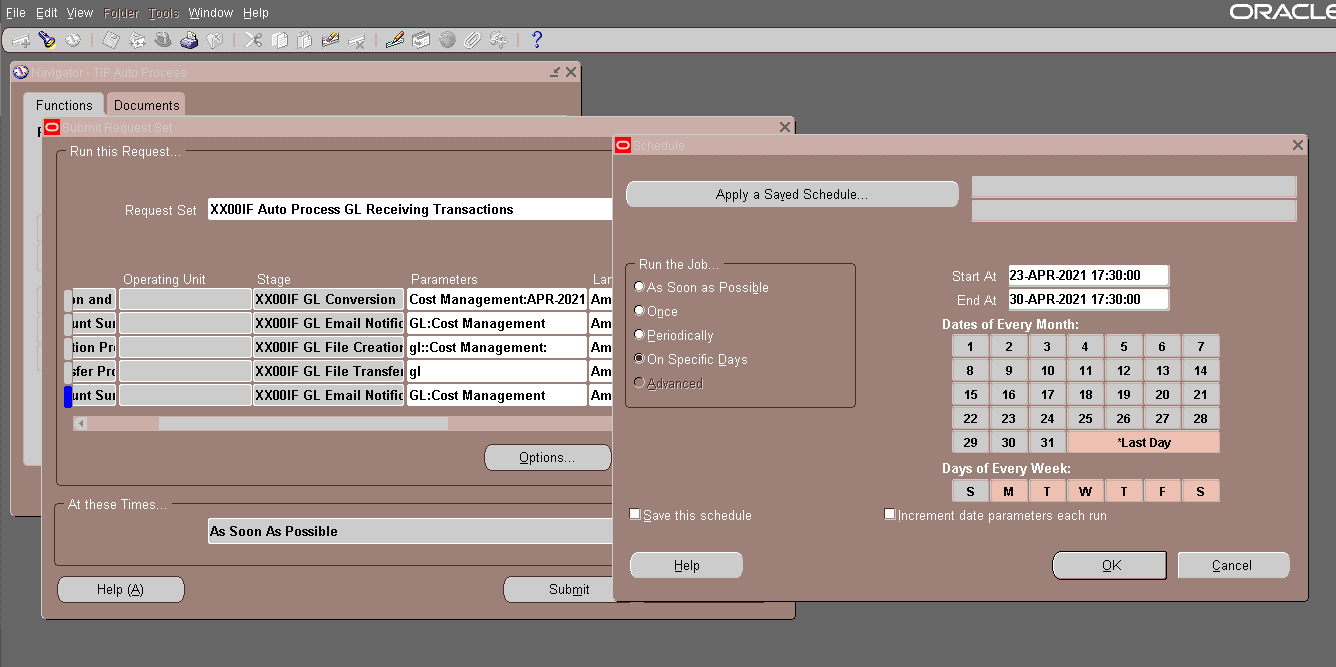 File Edit View Folder Tools Window Help
ORACLE
Navigator - TIP Auto Process
Functions Documents
Submit Request Set
Run this Request...
Request Set XX00IF Auto Process GL Receiving Transactions
Operating Unit Stage Parameters Lan
on and XX00IF GL Conversion Cost Management:APR-2021 Am
unt Sur XX00IF GL Email Notific GL:Cost Management Am
tion Pro XX00IF GL File Creation gl::Cost Management: Am
sfer Pro XX00IF GL File Transfer gl Am
unt Sur XX00IF GL Email Notific GL:Cost Management Am
Options...
At these Times...
As Soon As Possible
Help (A) Submit
Schedule
Apply a Saved Schedule...
Run the Job...
As Soon as Possible
Once
Periodically
On Specific Days
Advanced
Start At 23-APR-2021 17:30:00
End At 30-APR-2021 17:30:00
Dates of Every Month:
1 2 3 4 5 6 7
8 9 10 11 12 13 14
15 16 17 18 19 20 21
22 23 24 25 26 27 28
29 30 31 *Last Day
Days of Every Week:
S M T W T F S
Save this schedule Increment date parameters each run
Help OK Cancel